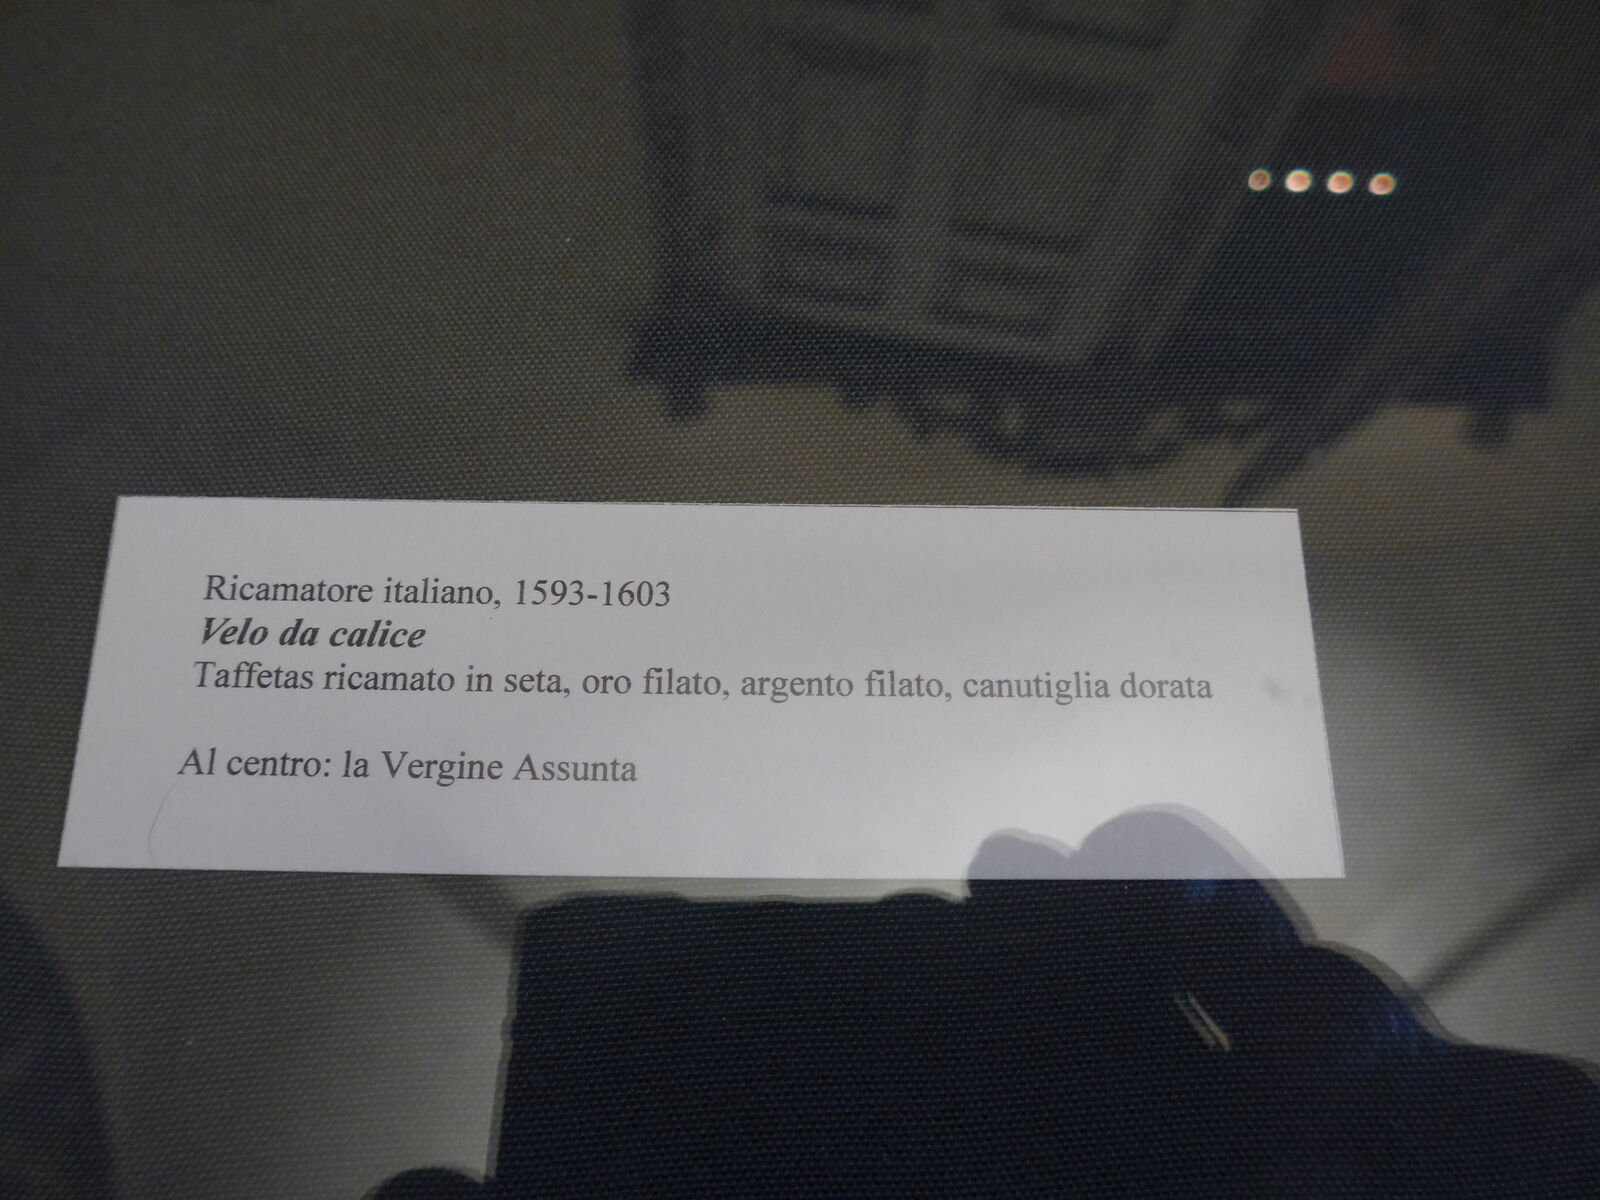 Ricamatore italiano, 1593-1603
Velo da calice
Taffetas ricamato in seta, oro filato, argento filato, canutiglia dorata
Al centro: la Vergine Assunta